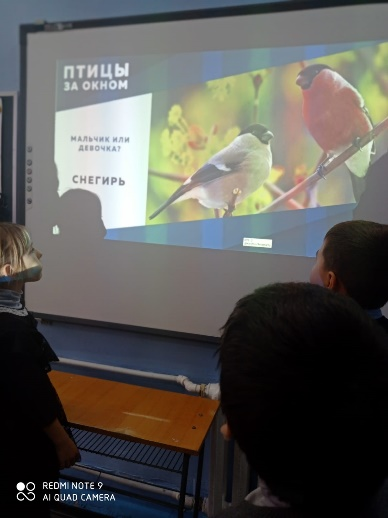 ПТИЦЫ
ЗА ОКНОМ
МАЛЬЧИК ИЛИ
ДЕВОЧКА?
СНЕГИРЬ
REDMI NOTE 9
AI QUAD CAMERA